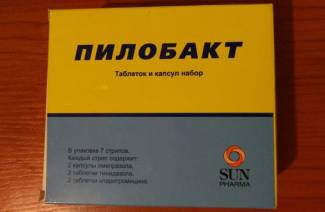 ПИЛОБАКТ
Таблеток и капсул набор
В упаковке 7 стрипов.
Каждый стрип содержит:
2 капсулы омепразола,
2 таблетки тинидазола,
2 таблетки кларитромицина.
SUN
PHARMA